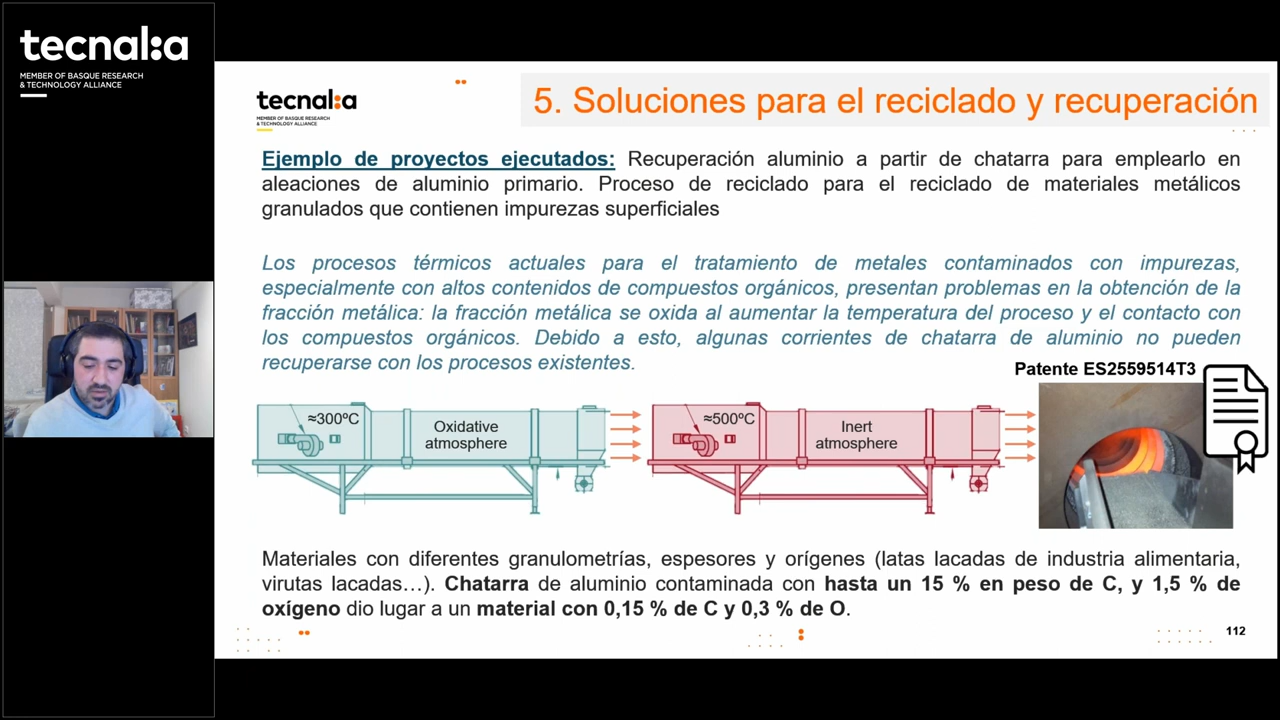 tecnal:a
MEMBER OF BASQUE RESEARCH
& TECHNOLOGY ALLIANCE
tecnal:a
MEMBER OF BASQUE RESEARCH
& TECHNOLOGY ALLIANCE
5. Soluciones para el reciclado y recuperación
Ejemplo de proyectos ejecutados: Recuperación aluminio a partir de chatarra para emplearlo en
aleaciones de aluminio primario. Proceso de reciclado para el reciclado de materiales metálicos
granulados que contienen impurezas superficiales
Los procesos térmicos actuales para el tratamiento de metales contaminados con impurezas,
especialmente con altos contenidos de compuestos orgánicos, presentan problemas en la obtención de la
fracción metálica: la fracción metálica se oxida al aumentar la temperatura del proceso y el contacto con
los compuestos orgánicos. Debido a esto, algunas corrientes de chatarra de aluminio no pueden
recuperarse con los procesos existentes.
Patente ES2559514T3
≈300ºC
Oxidative
atmosphere
≈500ºC
Inert
atmosphere
Materiales con diferentes granulometrías, espesores y orígenes (latas lacadas de industria alimentaria,
virutas lacadas…). Chatarra de aluminio contaminada con hasta un 15 % en peso de C, y 1,5 % de
oxígeno dio lugar a un material con 0,15 % de C y 0,3 % de O.
112